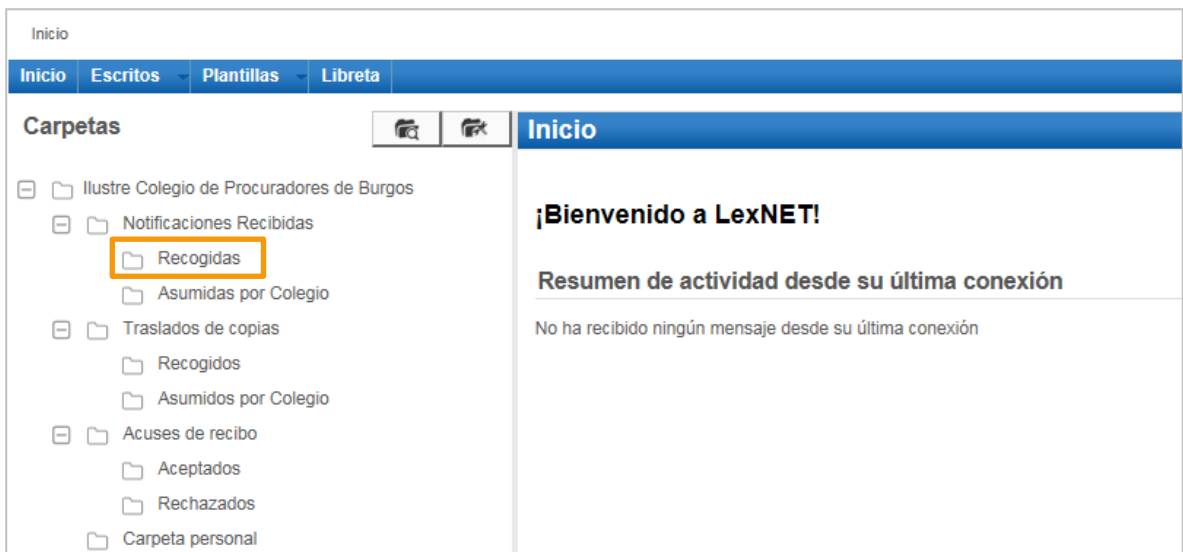 Inicio
Inicio Escritos Plantillas Libreta
Carpetas
Ilustre Colegio de Procuradores de Burgos
Notificaciones Recibidas
Recogidas
Asumidas por Colegio
Traslados de copias
Recogidos
Asumidos por Colegio
Acuses de recibo
Aceptados
Rechazados
Carpeta personal
Inicio
¡Bienvenido a LexNET!
Resumen de actividad desde su última conexión
No ha recibido ningún mensaje desde su última conexión